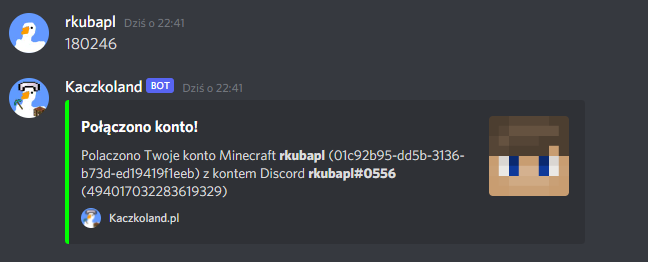 rkubapl Dziś o 22:41
180246
Kaczkoland BOT Dziś o 22:41
Połączono konto!
Polaczono Twoje konto Minecraft rkubapl (01c92b95-dd5b-3136-
b73d-ed19419f1eeb) z kontem Discord rkubapl#0556
(494017032283619329)
Kaczkoland.pl